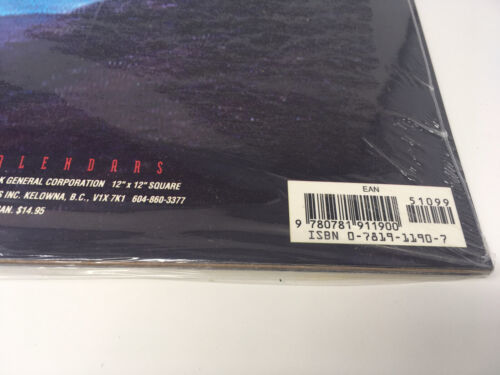 ALENDARS
K GENERAL CORPORATION 12" x 12" SQUARE
S INC. KELOWNA, B.C., V1X 7K1 604-860-3377
AN. $14.95
EAN
51099
9 780781 911900
ISBN 0-7819-1190-7